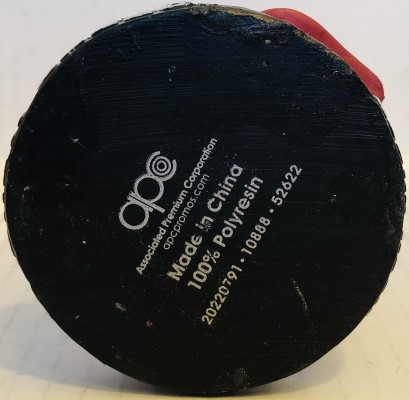 apc
Associated Premium Corporation
apcpromos.com
Made in China
100% Polyresin
20220791 • 10888 • 52622